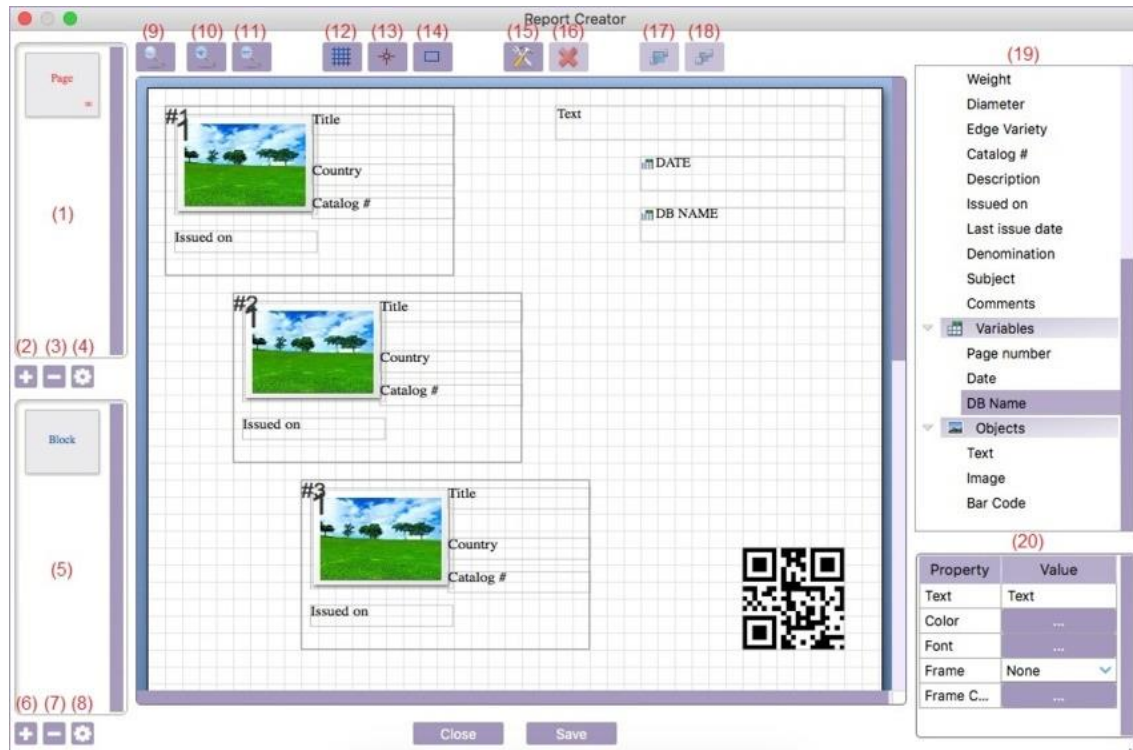 Report Creator
(9) (10) (11) (12) (13) (14) (15) (16) (17) (18)
Page
(1)
(2) (3) (4)
Block
(5)
(6) (7) (8)
#1
1
Title
Country
Catalog #
Issued on
Text
DATE
DB NAME
#2
1
Title
Country
Catalog #
Issued on
#3
1
Title
Country
Catalog #
Issued on
Close Save
(19)
Weight
Diameter
Edge Variety
Catalog #
Description
Issued on
Last issue date
Denomination
Subject
Comments
Variables
Page number
Date
DB Name
Objects
Text
Image
Bar Code
(20)
Property Value
Text Text
Color ...
Font ...
Frame None
Frame C... ...